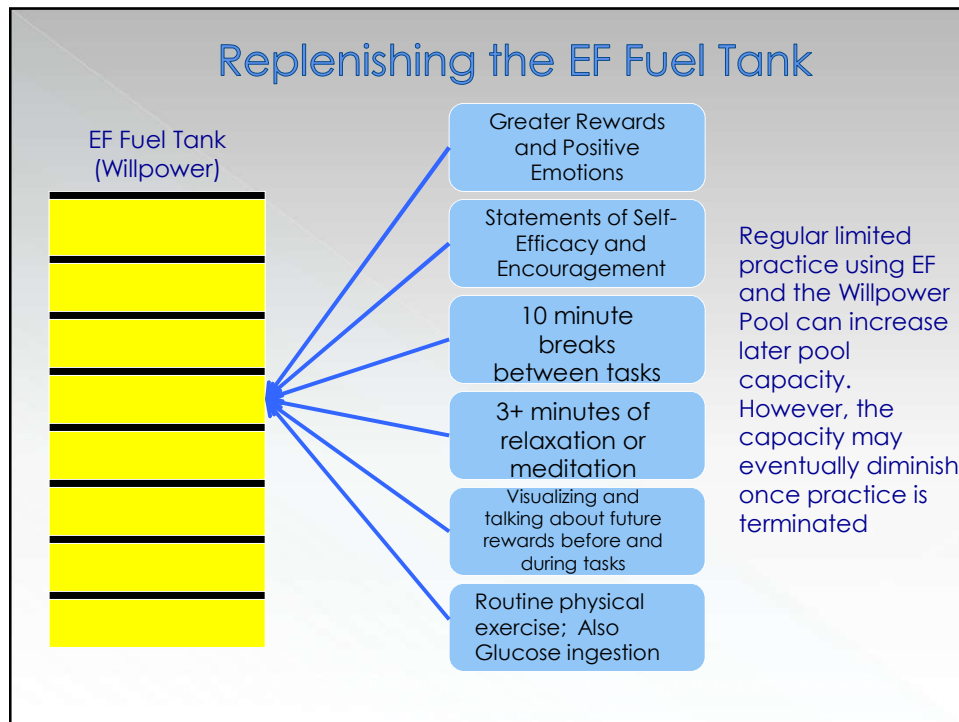 Replenishing the EF Fuel Tank
EF Fuel Tank
(Willpower)
Greater Rewards
and Positive
Emotions
Statements of Self-
Efficacy and
Encouragement
10 minute
breaks
between tasks
3+ minutes of
relaxation or
meditation
Visualizing and
talking about future
rewards before and
during tasks
Routine physical
exercise; Also
Glucose ingestion
Regular limited
practice using EF
and the Willpower
Pool can increase
later pool
capacity.
However, the
capacity may
eventually diminish
once practice is
terminated